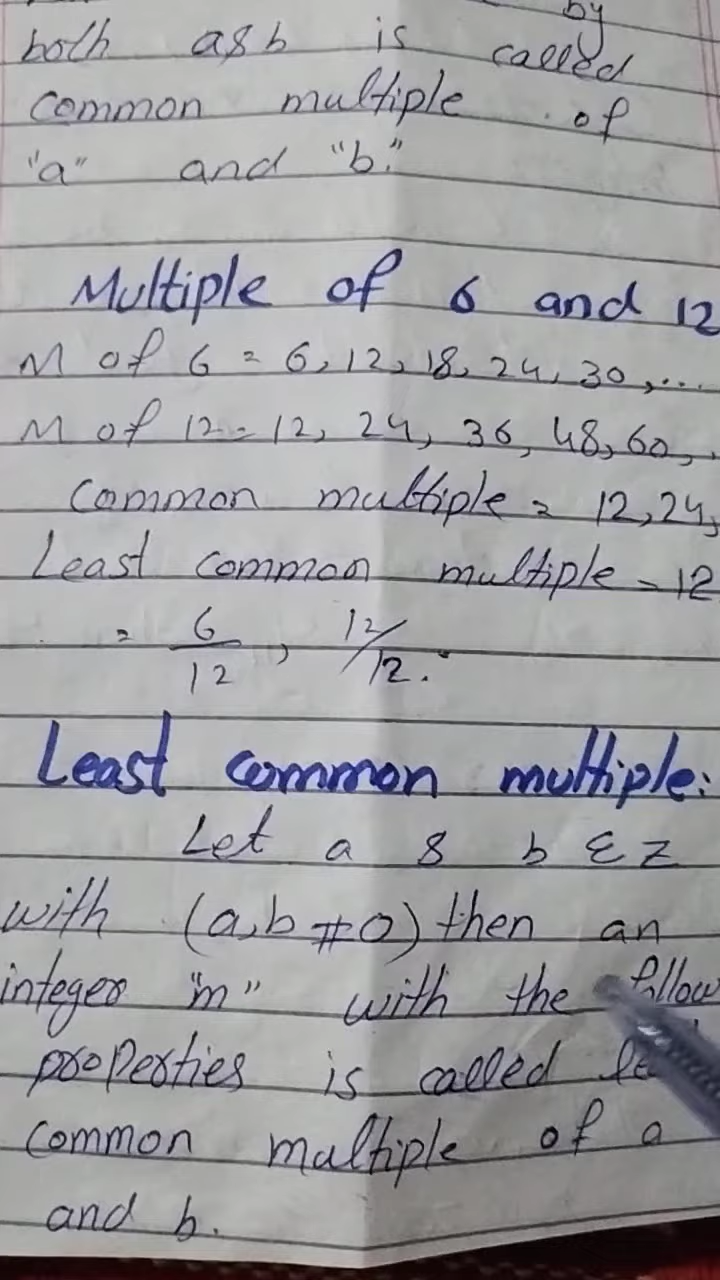 by
both a & b is called
common multiple of
"a" and "b."
Multiple of 6 and 12
M of 6 = 6, 12, 18, 24, 30, ...
M of 12 = 12, 24, 36, 48, 60, .
Common multiple = 12, 24,
Least common multiple = 12
= 6/12, 12/12.
Least common multiple:
Let a & b ∈ Z
with (a, b ≠ 0) then an
integer "m" with the follow
properties is called
common multiple of a
and b.